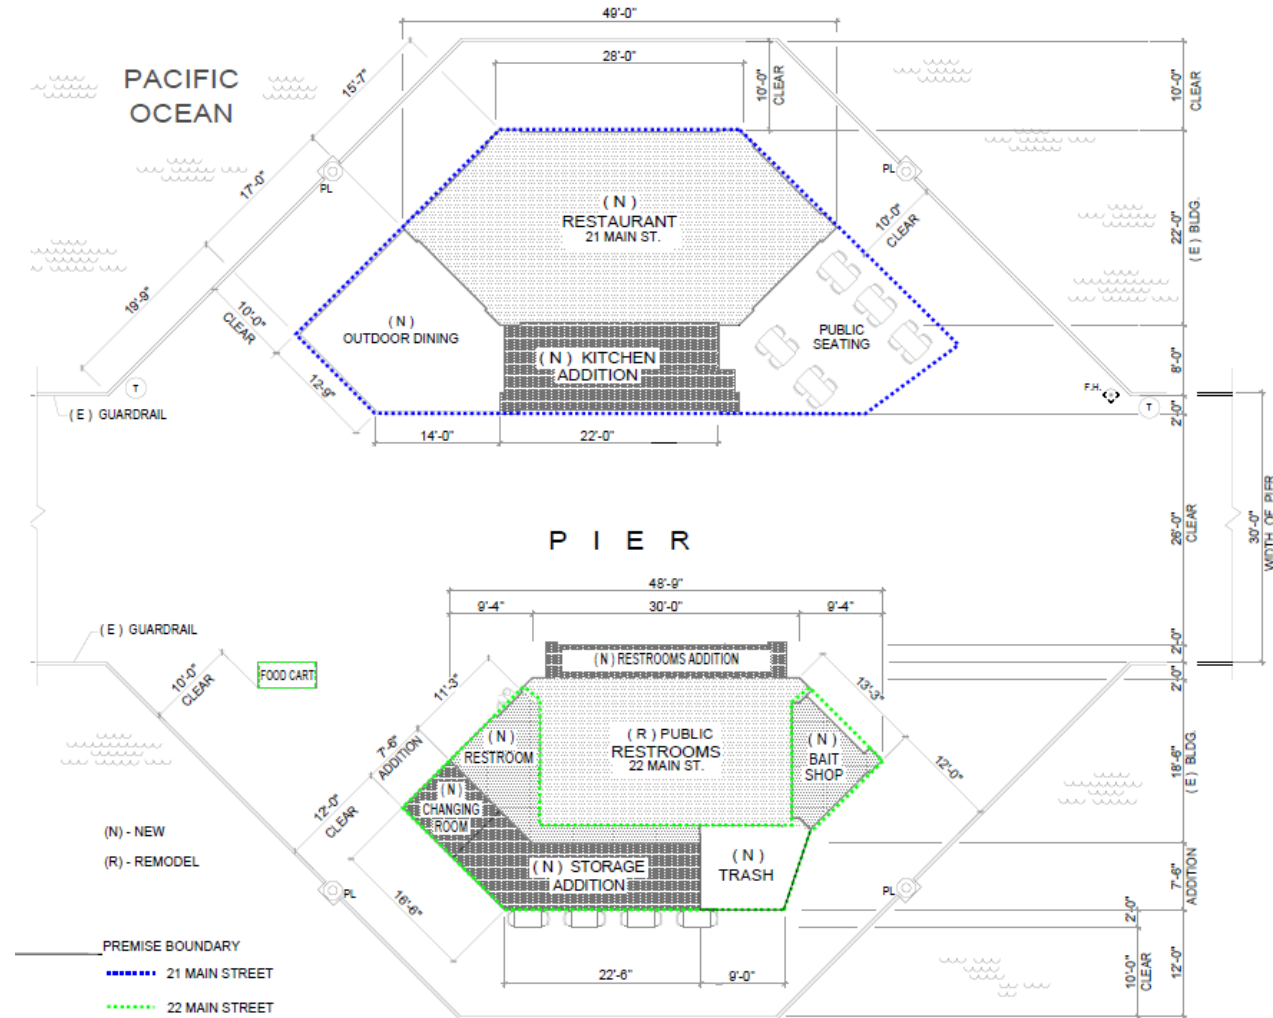 49'-0"
28'-0"
PACIFIC
OCEAN
15'-7"
10'-0"
CLEAR
10'-0"
CLEAR
17'-0"
PL
PL
( N )
RESTAURANT
21 MAIN ST.
10'-0"
CLEAR
22'-0"
( E ) BLDG.
19'-9"
10'-0"
CLEAR
( N )
OUTDOOR DINING
PUBLIC
SEATING
( N ) KITCHEN
ADDITION
12'-9"
8'-0"
F.H.
T
T
( E ) GUARDRAIL
2'-0"
14'-0"
22'-0"
P I E R
26'-0"
CLEAR
30'-0"
WIDTH OF PIER
48'-9"
9'-4"
30'-0"
9'-4"
( E ) GUARDRAIL
2'-0"
( N ) RESTROOMS ADDITION
10'-0"
CLEAR
FOOD CART
2'-0"
11'-3"
13'-3"
7'-6"
ADDITION
( N )
RESTROOM
( R ) PUBLIC
RESTROOMS
22 MAIN ST.
( N )
BAIT
SHOP
18'-6"
( E ) BLDG.
12'-0"
12'-0"
CLEAR
( N )
CHANGING
ROOM
(N) - NEW
(R) - REMODEL
( N ) STORAGE
ADDITION
( N )
TRASH
7'-6"
ADDITION
PL
PL
16'-6"
2'-0"
PREMISE BOUNDARY
21 MAIN STREET
22 MAIN STREET
22'-6"
9'-0"
10'-0"
CLEAR
12'-0"